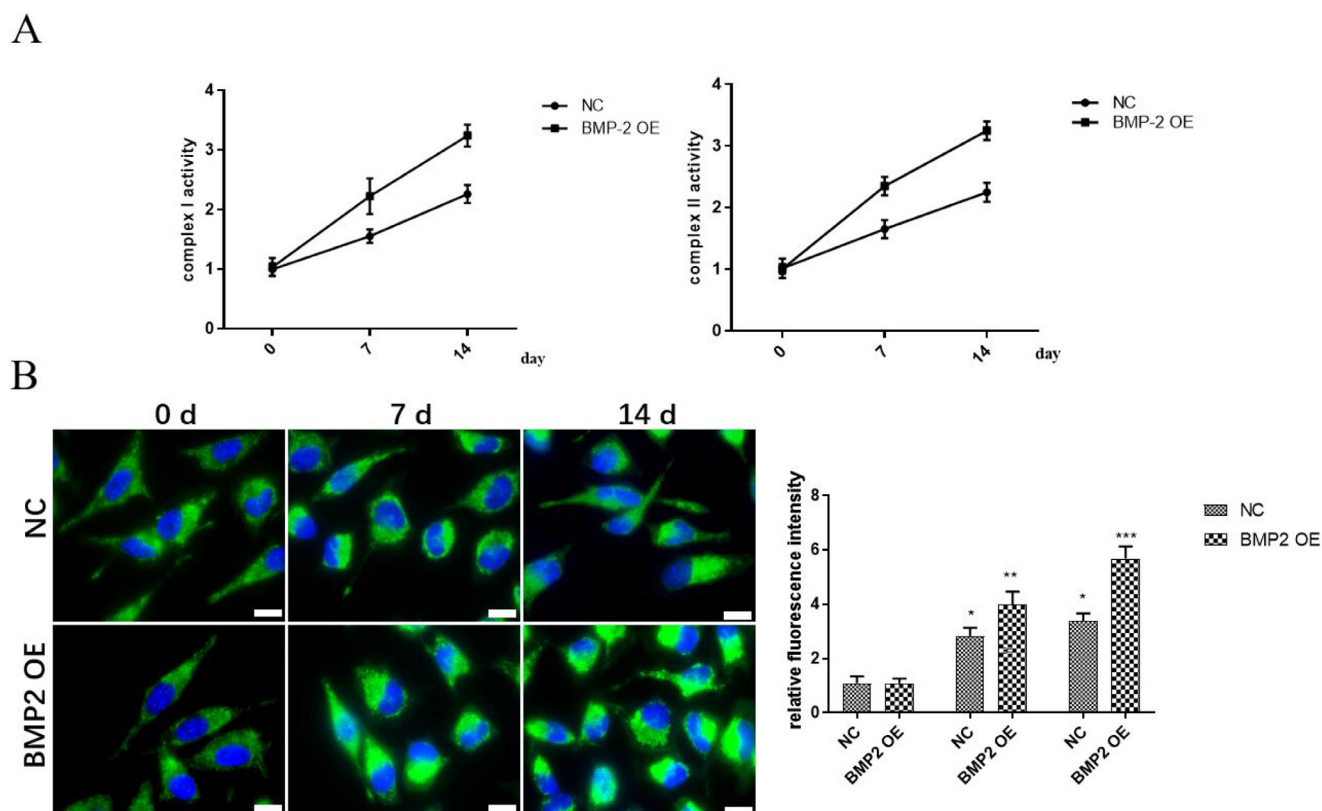 A
4
3
2
1
0
complex I activity
0
7
14
day
NC
BMP-2 OE
4
3
2
1
0
complex II activity
0
7
14
day
NC
BMP-2 OE
B
0 d
7 d
14 d
NC
BMP2 OE
8
6
4
2
0
relative fluorescence intensity
*
**
*
***
NC
BMP2 OE
NC
BMP2 OE
NC
BMP2 OE
NC
BMP2 OE